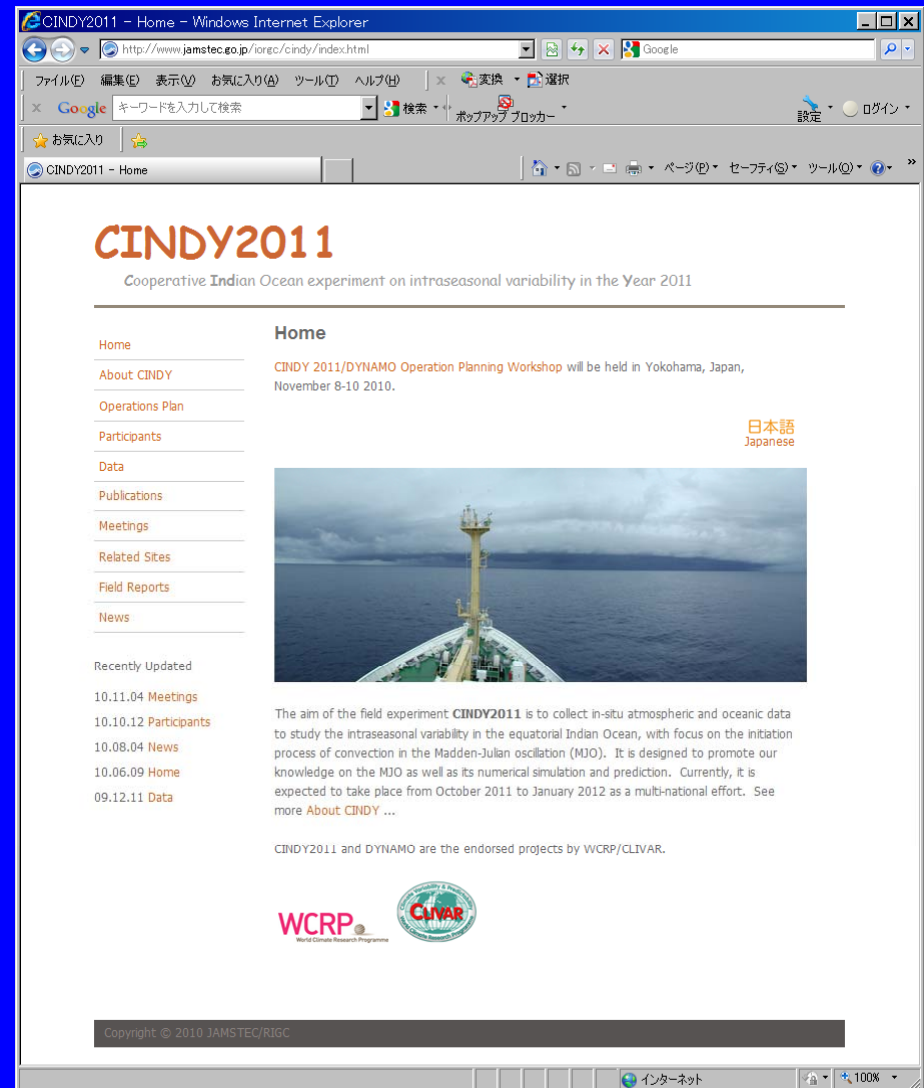 CINDY2011 - Home - Windows Internet Explorer
http://www.jamstec.go.jp/iorgc/cindy/index.html
Google
ファイル(F) 編集(E) 表示(V) お気に入り(A) ツール(T) ヘルプ(H) x 変換 選択
x Google キーワードを入力して検索 検索 ポップアップ ブロッカー 設定 ログイン
お気に入り
CINDY2011 - Home ページ(P) セーフティ(S) ツール(O) »
CINDY2011
Cooperative Indian Ocean experiment on intraseasonal variability in the Year 2011
Home
About CINDY
Operations Plan
Participants
Data
Publications
Meetings
Related Sites
Field Reports
News
Recently Updated
10.11.04 Meetings
10.10.12 Participants
10.08.04 News
10.06.09 Home
09.12.11 Data
Home
CINDY 2011/DYNAMO Operation Planning Workshop will be held in Yokohama, Japan,
November 8-10 2010.
日本語
Japanese
The aim of the field experiment CINDY2011 is to collect in-situ atmospheric and oceanic data
to study the intraseasonal variability in the equatorial Indian Ocean, with focus on the initiation
process of convection in the Madden-Julian oscillation (MJO). It is designed to promote our
knowledge on the MJO as well as its numerical simulation and prediction. Currently, it is
expected to take place from October 2011 to January 2012 as a multi-national effort. See
more About CINDY ...
CINDY2011 and DYNAMO are the endorsed projects by WCRP/CLIVAR.
WCRP
World Climate Research Programme
CLIVAR
Copyright © 2010 JAMSTEC/RIGC
インターネット 100%